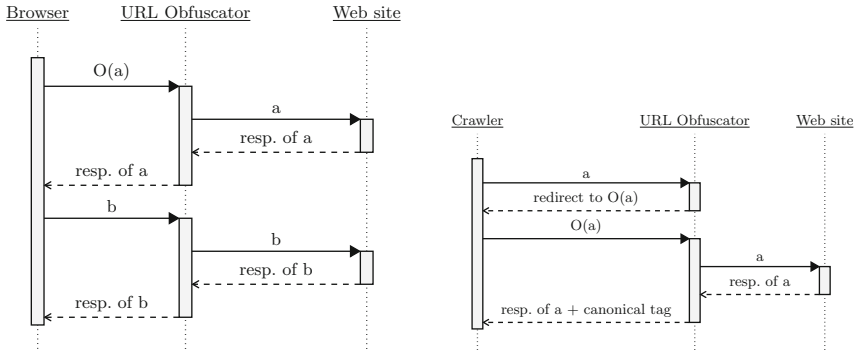 Browser
URL Obfuscator
Web site
O(a)
a
resp. of a
resp. of a
b
b
resp. of b
resp. of b
Crawler
URL Obfuscator
Web site
a
redirect to O(a)
O(a)
a
resp. of a
resp. of a + canonical tag